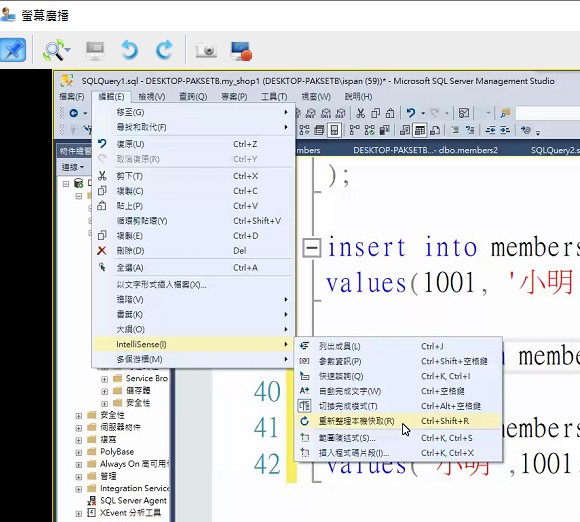 螢幕廣播
SQLQuery1.sql - DESKTOP-PAKSETB.my_shop1 (DESKTOP-PAKSETB\ispan (59))* - Microsoft SQL Server Management Studio
檔案(F) 編輯(E) 檢視(V) 查詢(Q) 專案(P) 工具(T) 視窗(W) 說明(H)
移至(G)
尋找和取代(F)
復原(U) Ctrl+Z
取消復原(R) Ctrl+Y
剪下(T) Ctrl+X
複製(C) Ctrl+C
貼上(P) Ctrl+V
循環剪貼環(Y) Ctrl+Shift+V
複製(E) Ctrl+D
刪除(D) Del
全選(A) Ctrl+A
以文字形式插入檔案(X)...
進階(V)
書籤(K)
大綱(O)
IntelliSense(I)
多個游標(M)
列出成員(L) Ctrl+J
參數資訊(P) Ctrl+Shift+空格鍵
快速諮詢(Q) Ctrl+K, Ctrl+I
自動完成文字(W) Ctrl+空格鍵
切換完成模式(T) Ctrl+Alt+空格鍵
重新整理本機快取(R) Ctrl+Shift+R
範圍陳述式(S)... Ctrl+K, Ctrl+S
插入程式碼片段(I)... Ctrl+K, Ctrl+X
物件總管
連線
Service Bro
儲存體
安全性
安全性
伺服器物件
複寫
PolyBase
Always On 高可用
管理
Integration Service
SQL Server Agent
XEvent 分析工具
mbers DESKTOP-PAKSETB... - dbo.members2 SQLQuery2.s
);
insert into members
values(1001, '小明
membe
40
41 members
42 '小明',1001